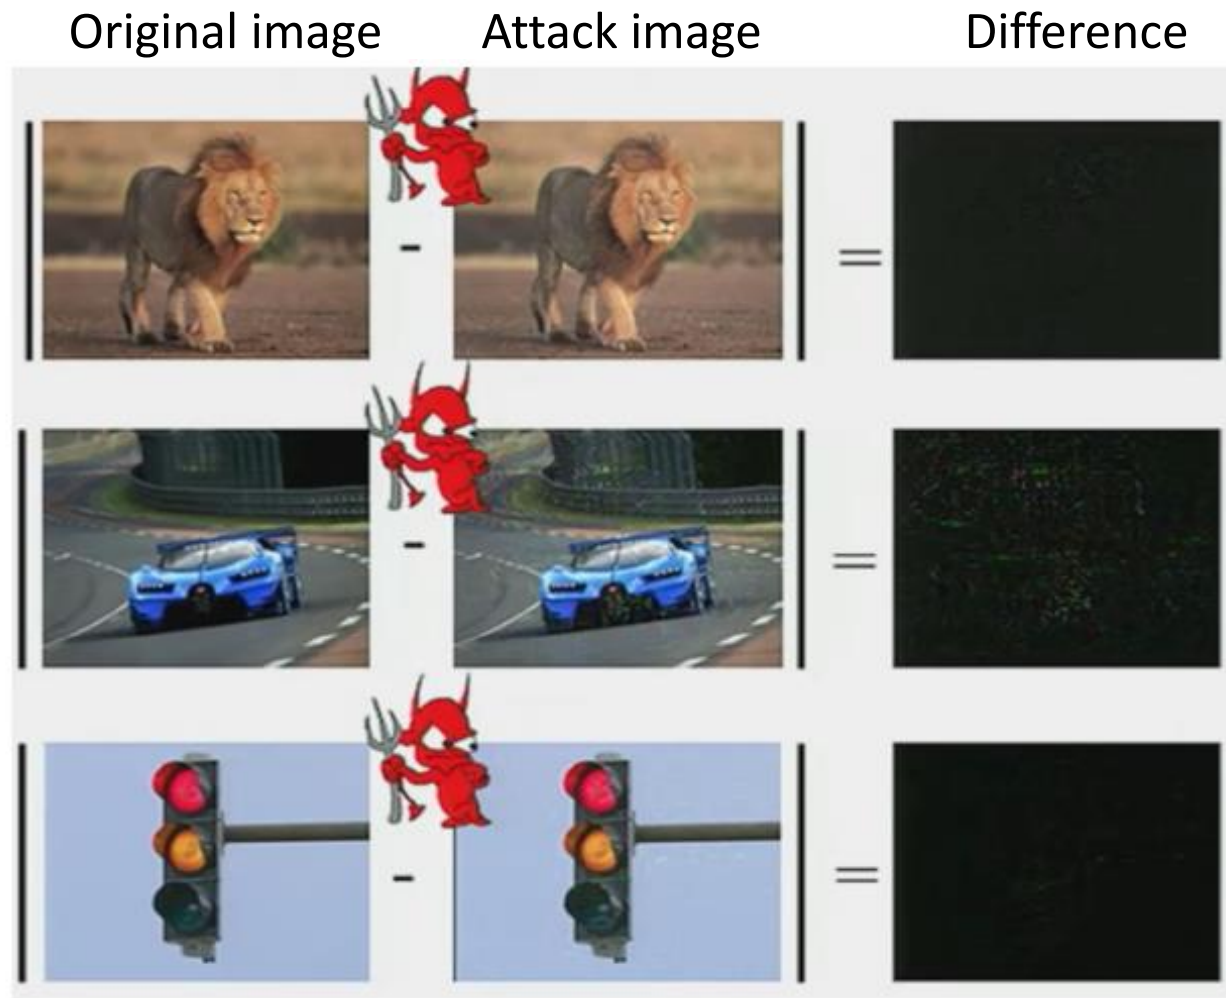 Original image Attack image Difference
- =
- =
- =